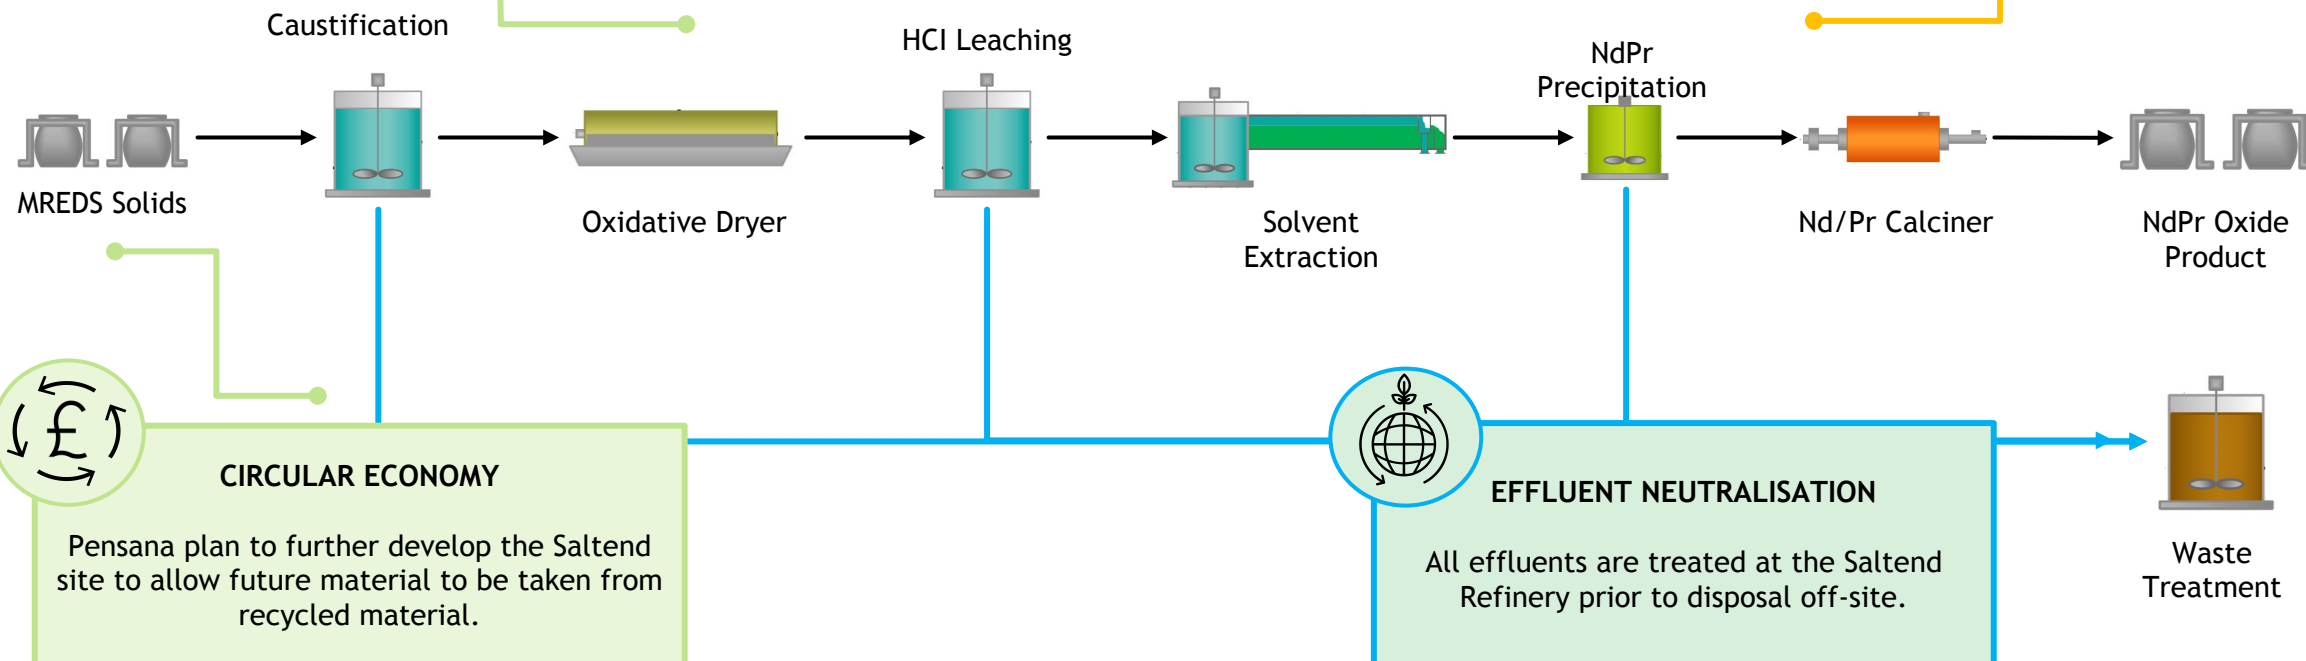 Caustification
HCI Leaching
NdPr
Precipitation
MREDS Solids
Oxidative Dryer
Solvent
Extraction
Nd/Pr Calciner
NdPr Oxide
Product
£
CIRCULAR ECONOMY
Pensana plan to further develop the Saltend
site to allow future material to be taken from
recycled material.
EFFLUENT NEUTRALISATION
All effluents are treated at the Saltend
Refinery prior to disposal off-site.
Waste
Treatment